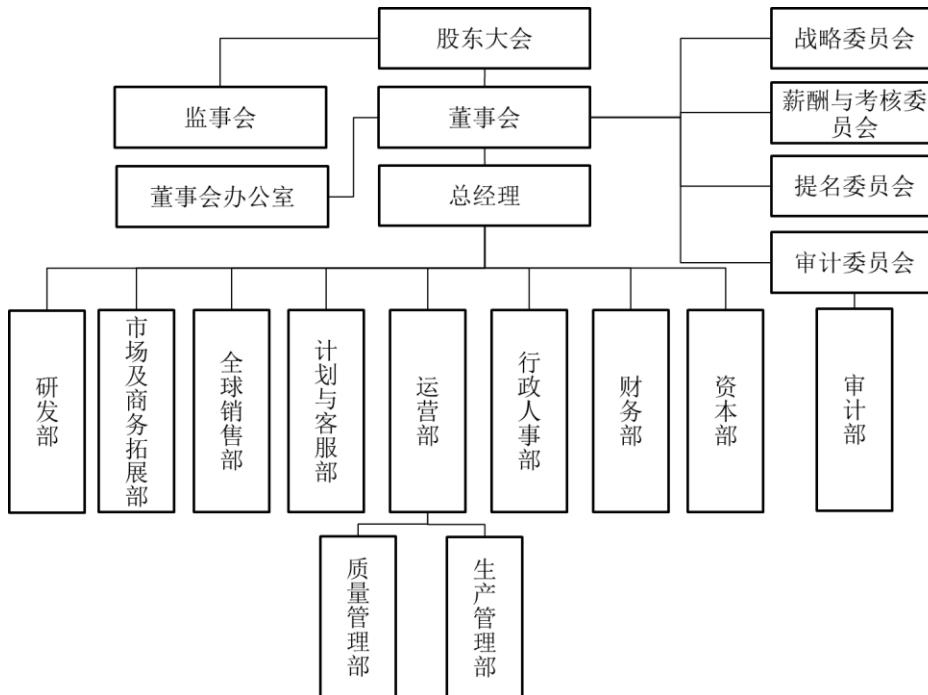 股东大会
战略委员会
监事会
董事会
薪酬与考核委
员会
董事会办公室
总经理
提名委员会
审计委员会
研发部
市场及商务拓展部
全球销售部
计划与客服部
运营部
行政人事部
财务部
资本部
审计部
质量管理部
生产管理部